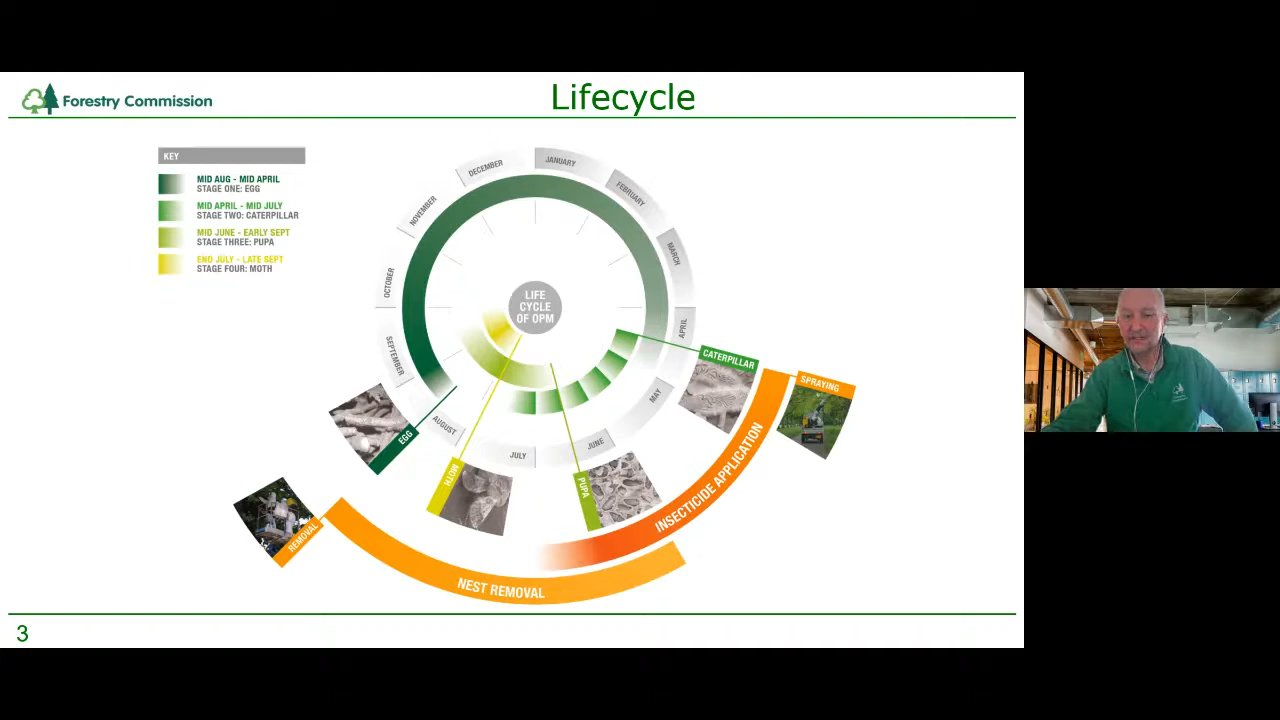 Forestry Commission
Lifecycle
KEY
MID AUG - MID APRIL
STAGE ONE: EGG
MID APRIL - MID JULY
STAGE TWO: CATERPILLAR
MID JUNE - EARLY SEPT
STAGE THREE: PUPA
END JULY - LATE SEPT
STAGE FOUR: MOTH
JANUARY
FEBRUARY
MARCH
APRIL
MAY
JUNE
JULY
AUGUST
SEPTEMBER
OCTOBER
NOVEMBER
DECEMBER
LIFE
CYCLE
OF OPM
CATERPILLAR
SPRAYING
PUPA
MOTH
EGG
REMOVAL
INSECTICIDE APPLICATION
NEST REMOVAL
3